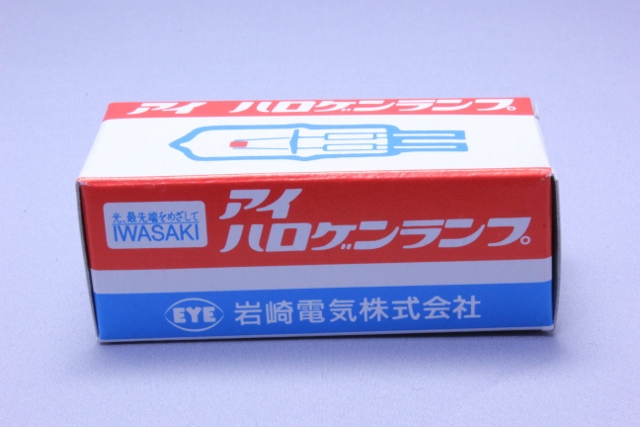 アイ ハロゲンランプ
光、最先端をめざして
IWASAKI
アイ
ハロゲンランプ
EYE 岩崎電気株式会社